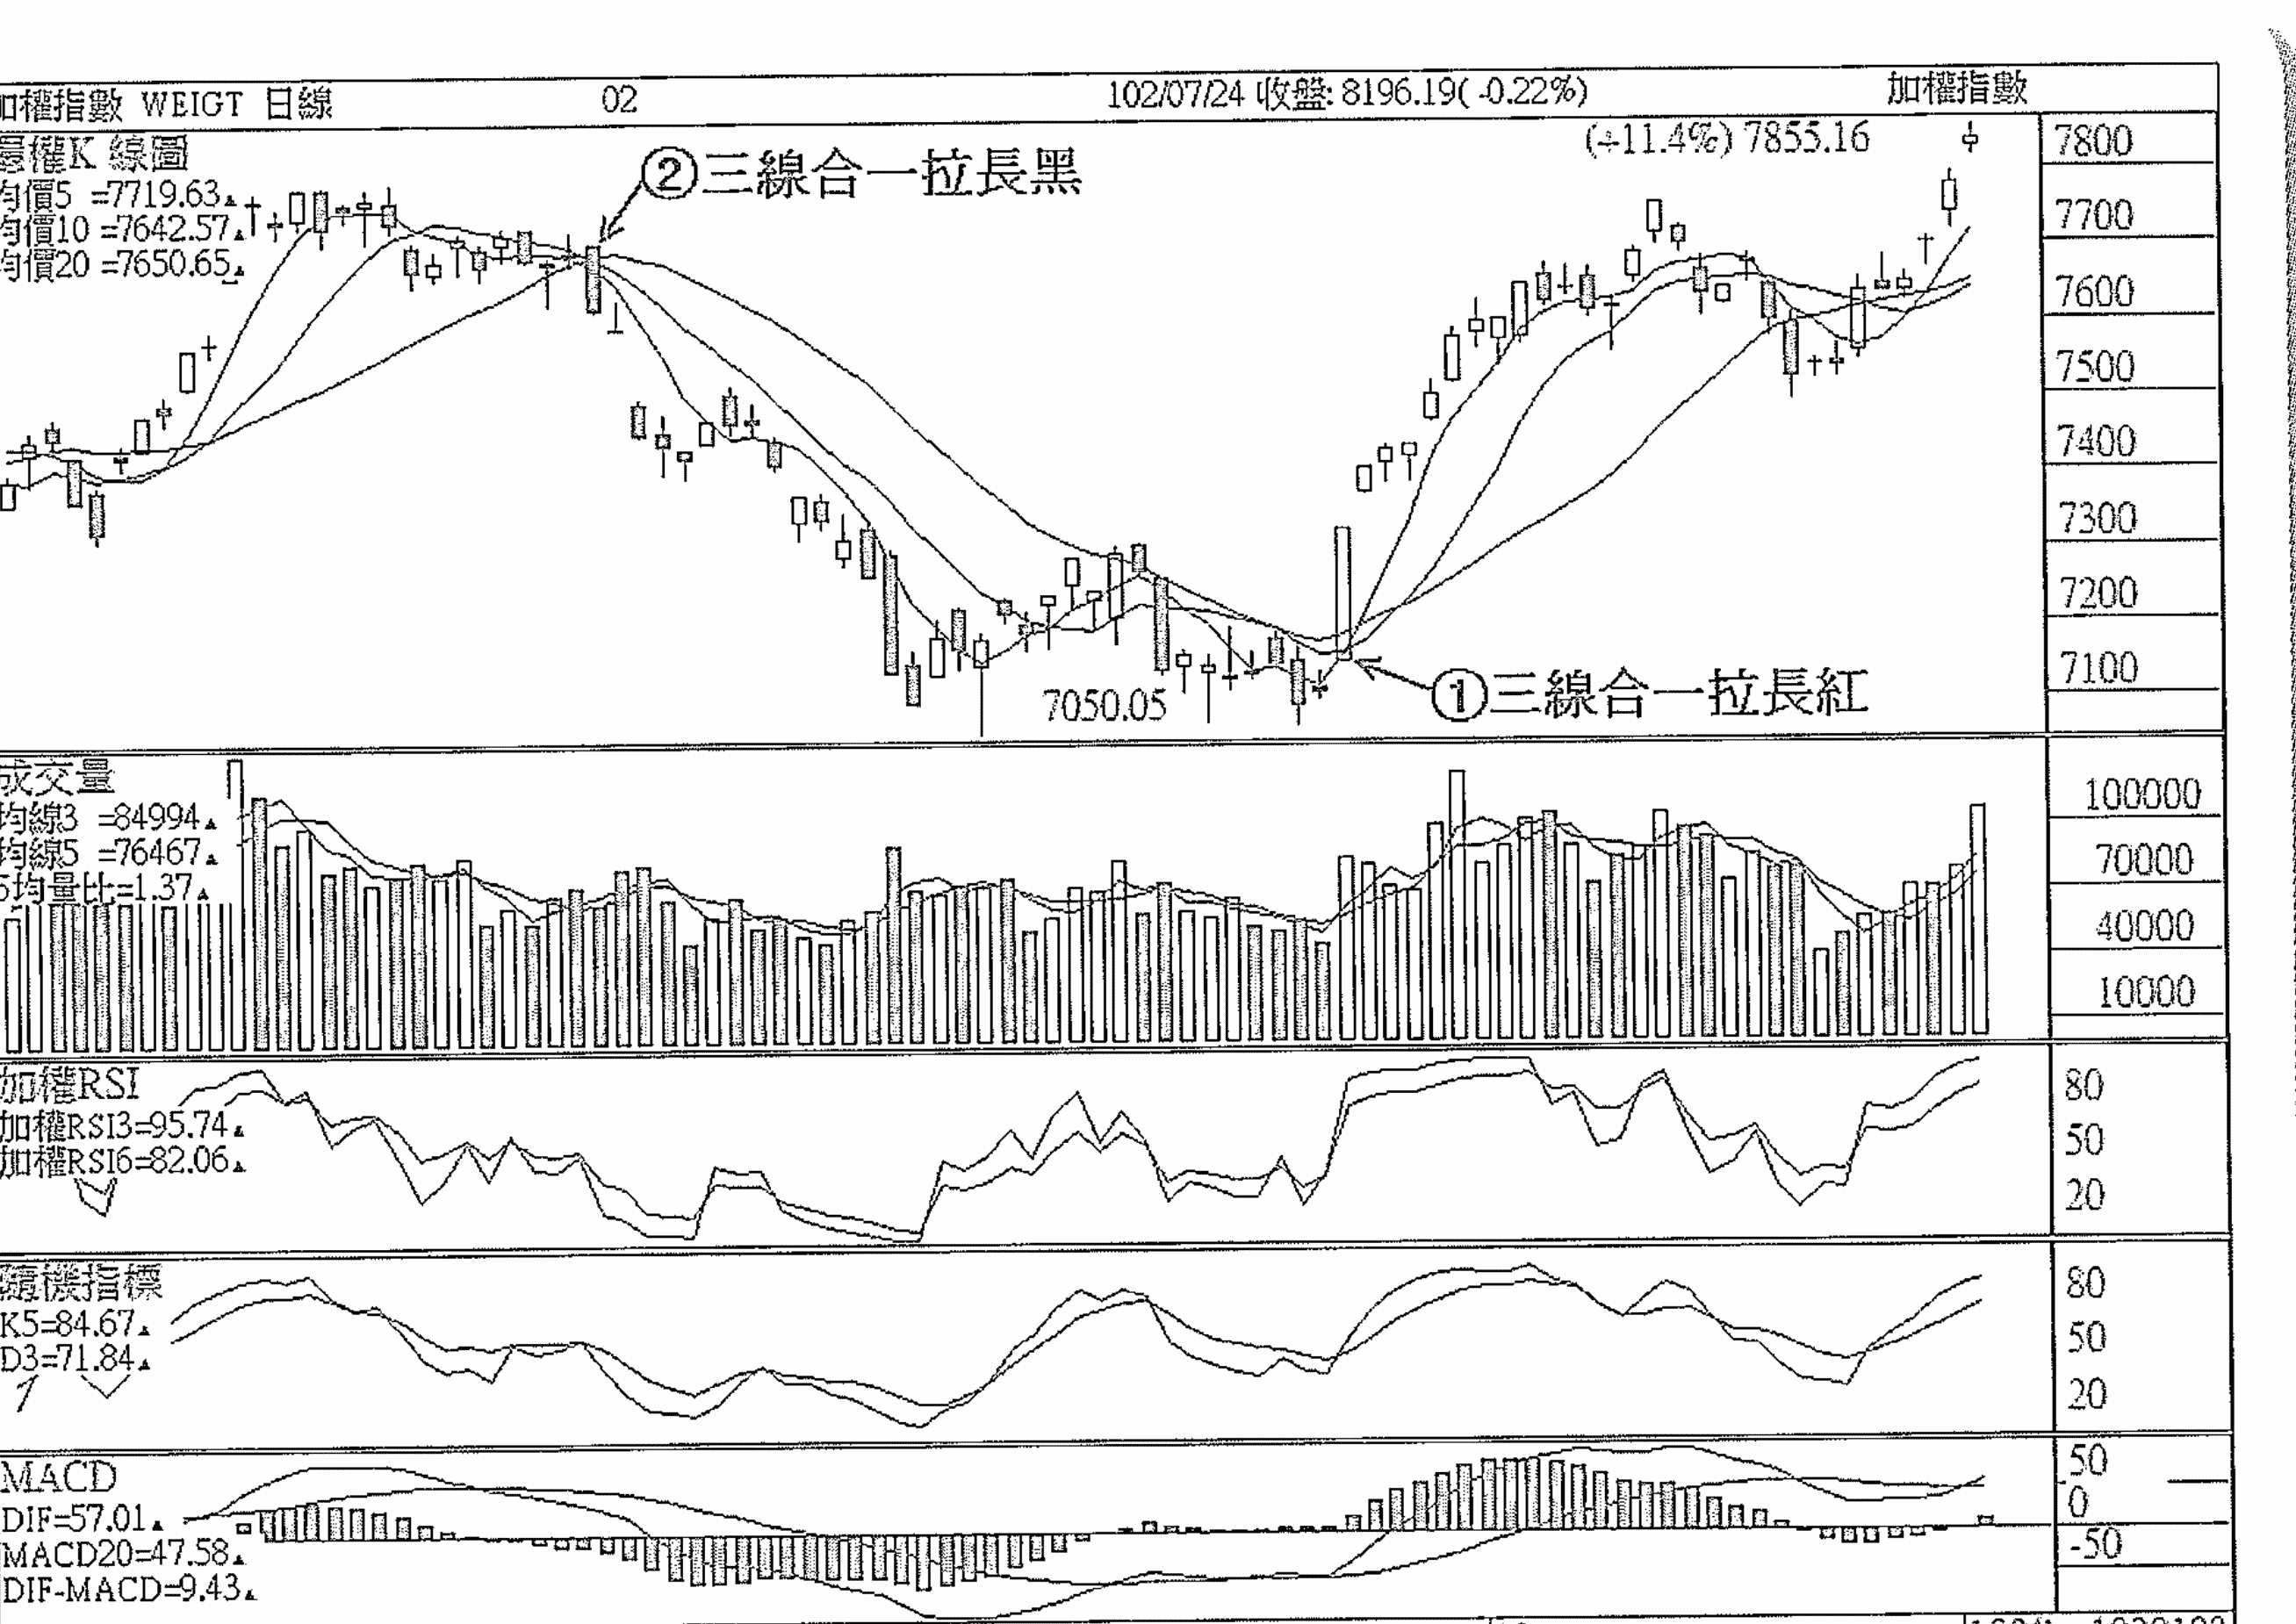 加權指數 WEIGT 日線 02 102/07/24 收盤: 8196.19( -0.22%) 加權指數
還權K 線圖
均價5 =7719.63
均價10 =7642.57
均價20 =7650.65
②三線合一拉長黑
(+11.4%) 7855.16
7050.05
①三線合一拉長紅
7800
7700
7600
7500
7400
7300
7200
7100
成交量
均線3 =84994
均線5 =76467
5均量比=1.37
100000
70000
40000
10000
加權RSI
加權RSI3=95.74
加權RSI6=82.06
80
50
20
隨機指標
K5=84.67
D3=71.84
80
50
20
MACD
DIF=57.01
MACD20=47.58
DIF-MACD=9.43
50
0
-50